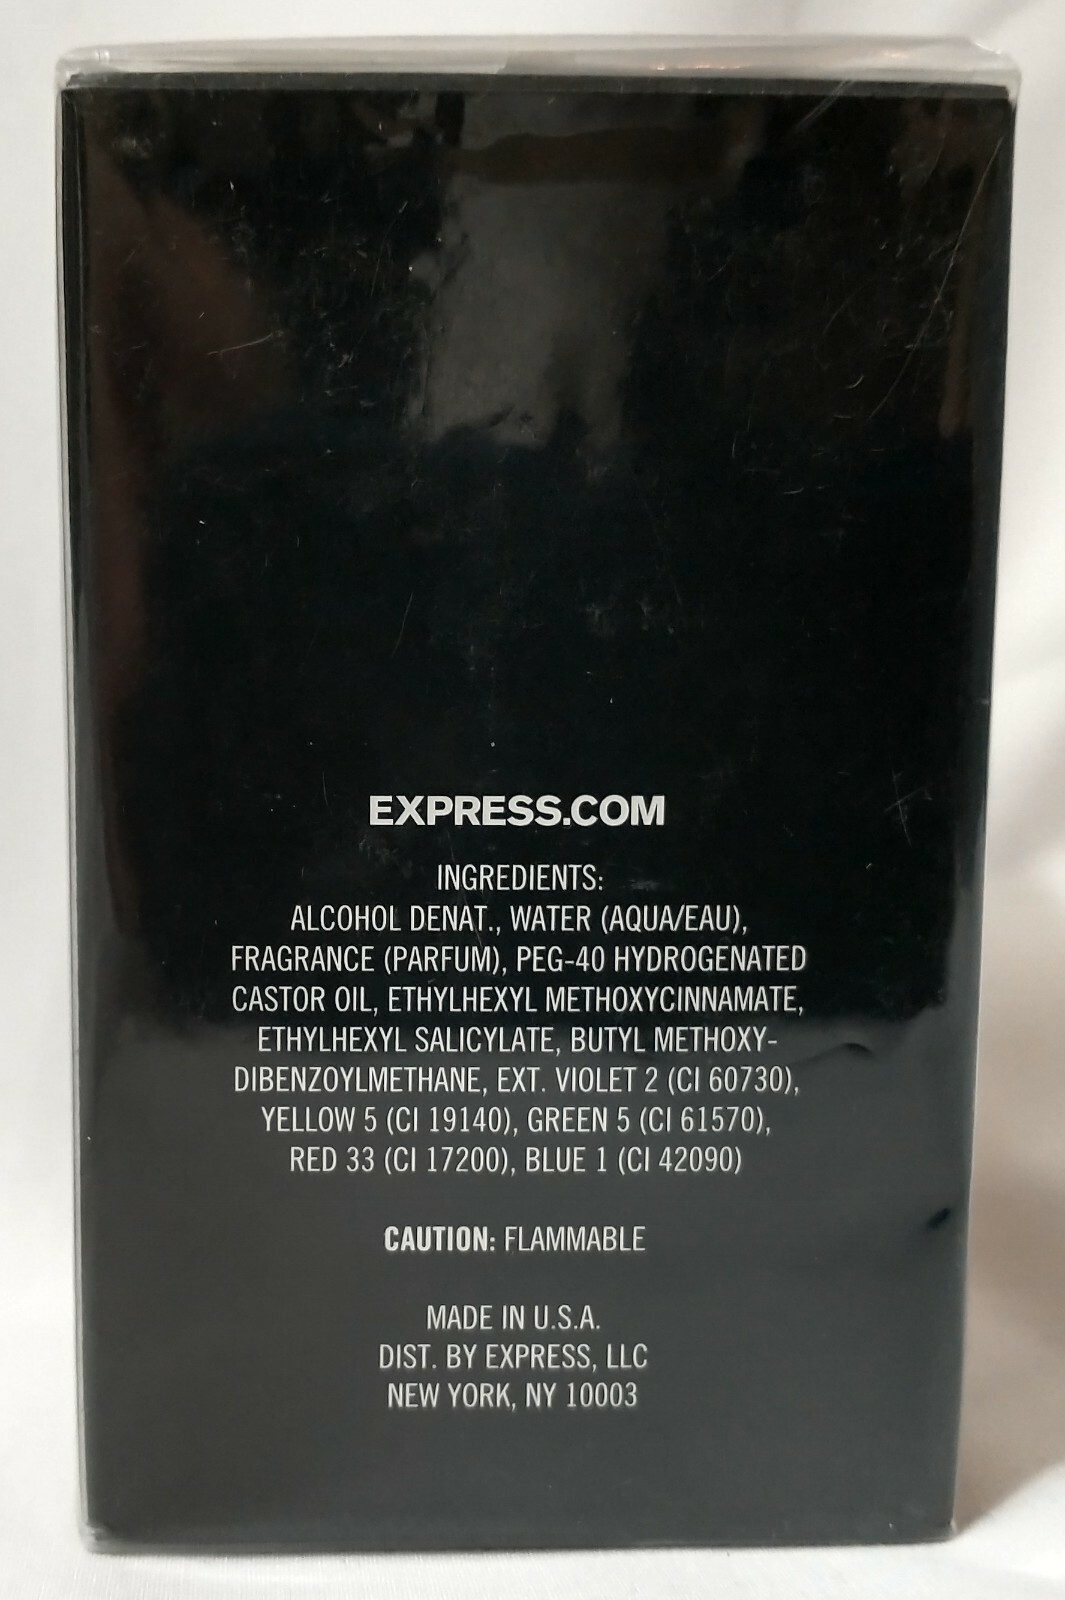 EXPRESS.COM
INGREDIENTS:
ALCOHOL DENAT., WATER (AQUA/EAU),
FRAGRANCE (PARFUM), PEG-40 HYDROGENATED
CASTOR OIL, ETHYLHEXYL METHOXYCINNAMATE,
ETHYLHEXYL SALICYLATE, BUTYL METHOXY-
DIBENZOYLMETHANE, EXT. VIOLET 2 (CI 60730),
YELLOW 5 (CI 19140), GREEN 5 (CI 61570),
RED 33 (CI 17200), BLUE 1 (CI 42090)
CAUTION: FLAMMABLE
MADE IN U.S.A.
DIST. BY EXPRESS, LLC
NEW YORK, NY 10003